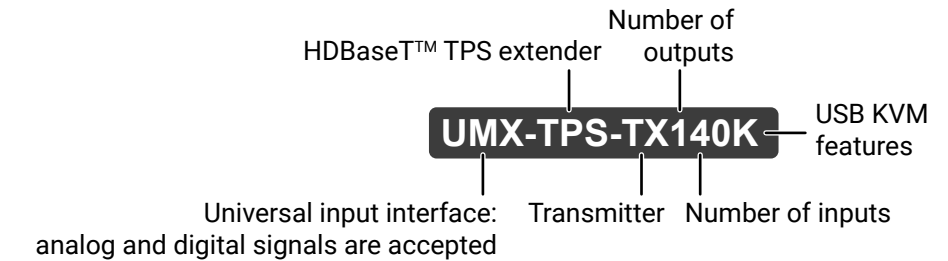 Number of
outputs
HDBaseT™ TPS extender
UMX-TPS-TX140K
USB KVM
features
Universal input interface:
analog and digital signals are accepted
Transmitter
Number of inputs